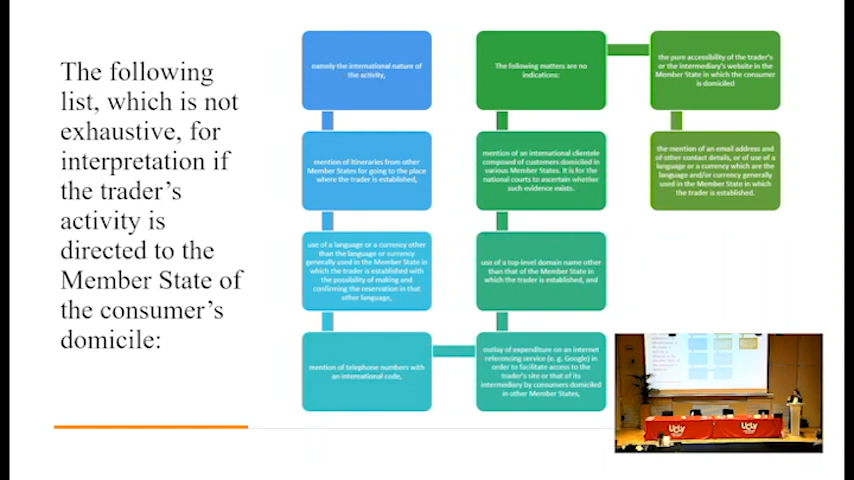 The following
list, which is not
exhaustive, for
interpretation if
the trader's
activity is
directed to the
Member State of
the consumer's
domicile:
namely the international nature of
the activity,
mention of itineraries from other
Member States for going to the place
where the trader is established,
use of a language or a currency other
than the language or currency
generally used in the Member State in
which the trader is established with
the possibility of making and
confirming the reservation in that
other language,
mention of telephone numbers with
an international code,
outlay of expenditure on an internet
referencing service (e. g. Google) in
order to facilitate access to the
trader's site or that of its
intermediary by consumers domiciled
in other Member States,
use of a top-level domain name other
than that of the Member State in
which the trader is established, and
mention of an international clientele
composed of customers domiciled in
various Member States. It is for the
national courts to ascertain whether
such evidence exists.
The following matters are no
indications:
the pure accessibility of the trader's
or the intermediary's website in the
Member State in which the consumer
is domiciled
the mention of an email address and
of other contact details, or of use of a
language or a currency which are the
language and/or currency generally
used in the Member State in which
the trader is established.
UCLy
UCLy